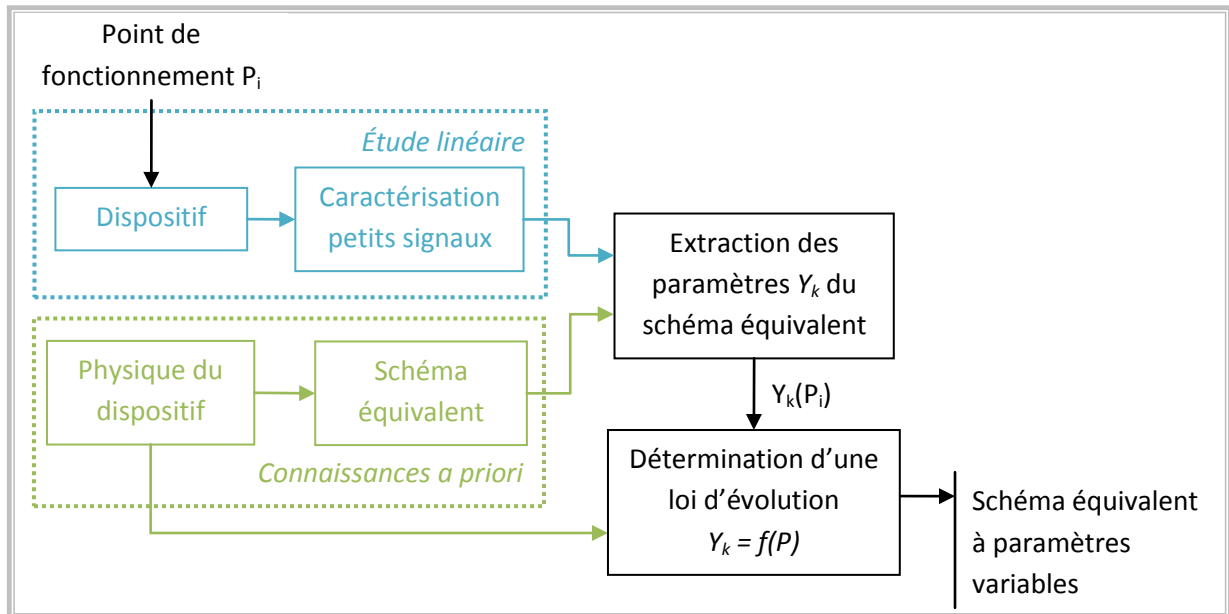 Point de
fonctionnement Pi
Étude linéaire
Dispositif
Caractérisation
petits signaux
Extraction des
paramètres Yk du
schéma équivalent
Physique du
dispositif
Schéma
équivalent
Connaissances a priori
Yk(Pi)
Détermination d’une
loi d’évolution
Yk = f(P)
Schéma équivalent
à paramètres
variables